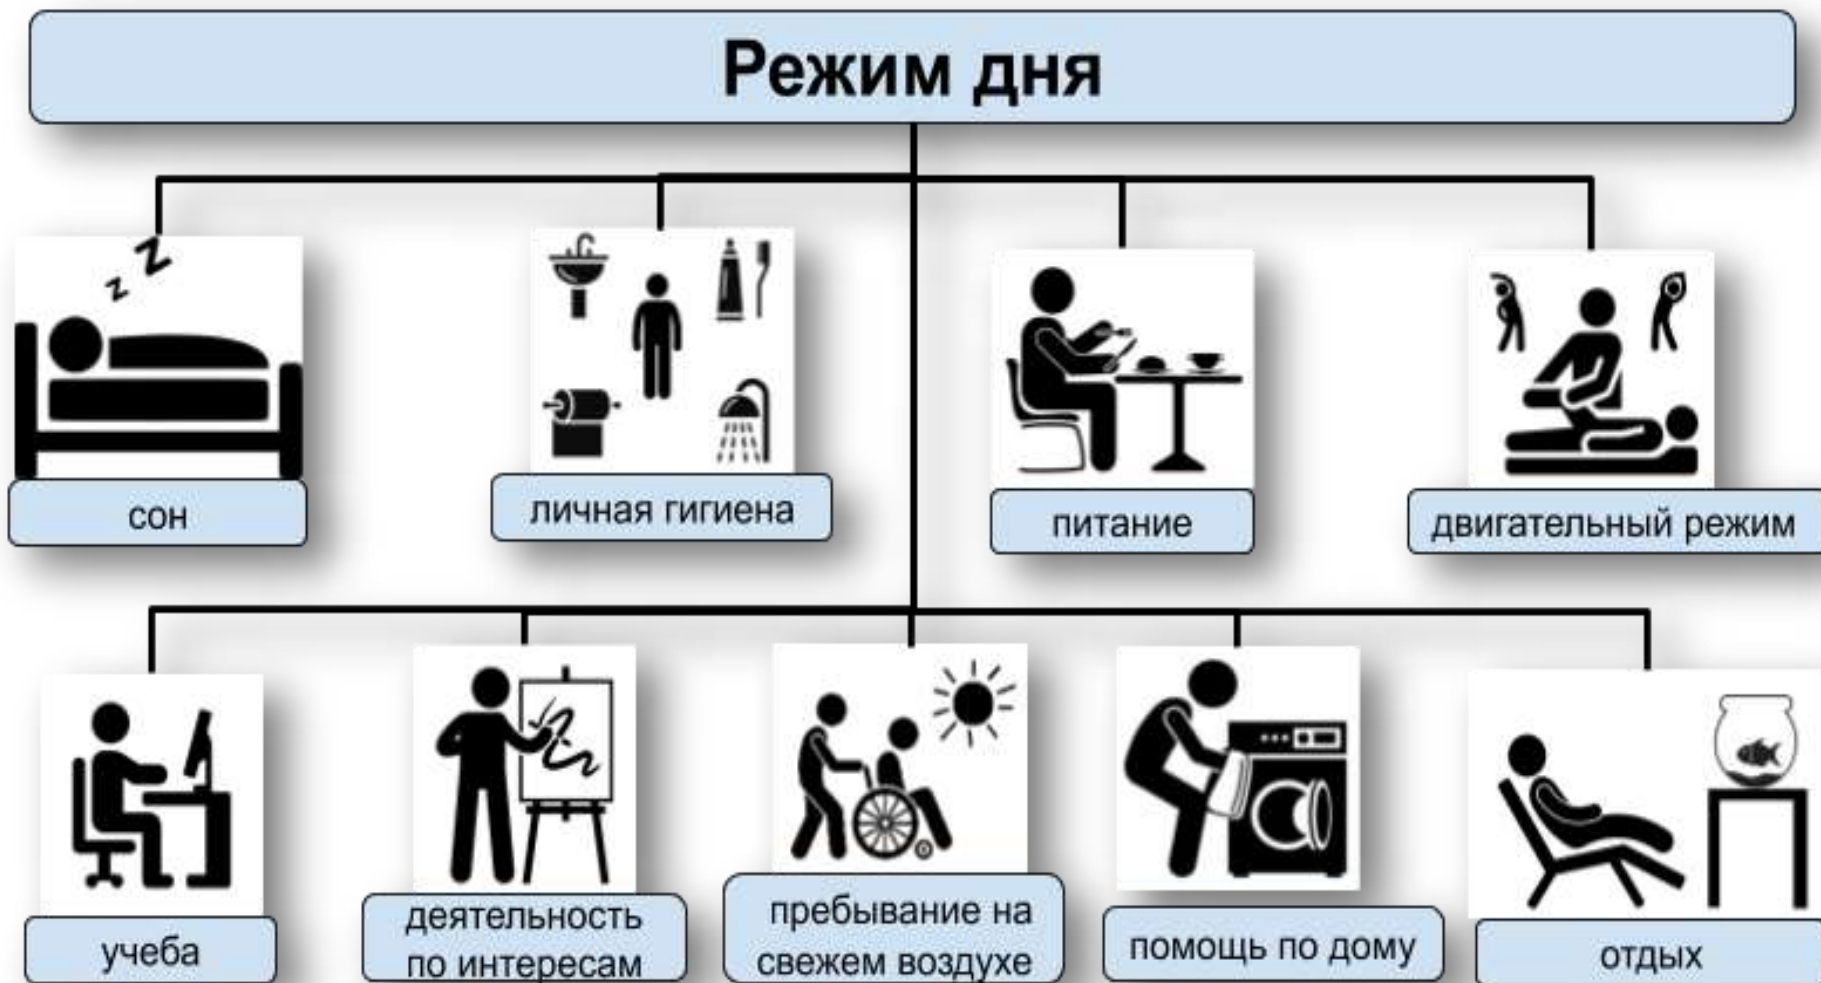 Режим дня
z Z
сон
личная гигиена
питание
двигательный режим
учеба
деятельность
по интересам
пребывание на
свежем воздухе
помощь по дому
отдых